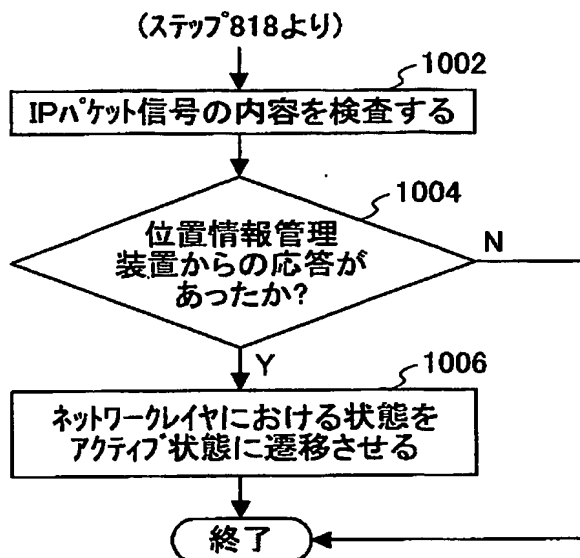 (ステップ818より)
1002
IPパケット信号の内容を検査する
1004
位置情報管理
装置からの応答が
あったか?
N
Y
1006
ネットワークレイヤにおける状態を
アクティブ状態に遷移させる
終了